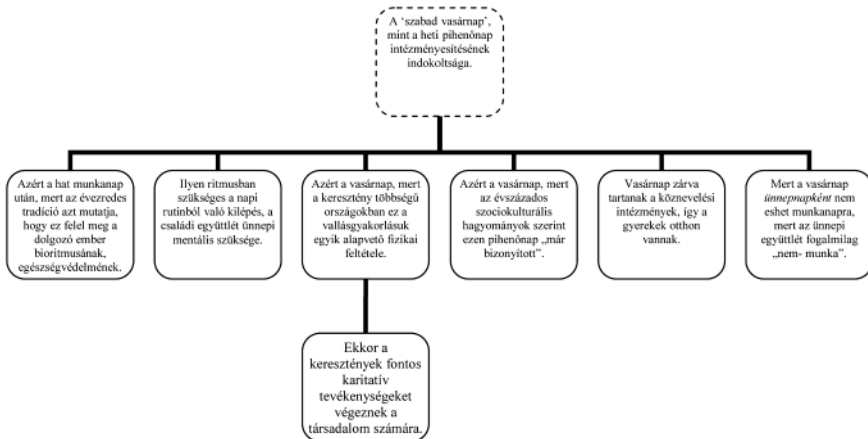 A ‘szabad vasárnap’,
mint a heti pihenőnap
intézményesítésének
indokoltsága.
Azért a hat munkanap
után, mert az évezredes
tradíció azt mutatja,
hogy ez felel meg a
dolgozó ember
bioritmusának,
egészségvédelmének.
Ilyen ritmusban
szükséges a napi
rutinból való kilépés, a
családi együttlét ünnepi
mentális szüksége.
Azért a vasárnap, mert
a keresztény többségű
országokban ez a
vallásgyakorlásuk
egyik alapvető fizikai
feltétele.
Azért a vasárnap, mert
az évszázados
szociokulturális
hagyományok szerint
ezen pihenőnap „már
bizonyított”.
Vasárnap zárva
tartanak a köznevelési
intézmények, így a
gyerekek otthon
vannak.
Mert a vasárnap
ünnepnapként nem
eshet munkanapra,
mert az ünnepi
együttlét fogalmilag
„nem- munka”.
Ekkor a
keresztények fontos
karitatív
tevékenységeket
végeznek a
társadalom számára.